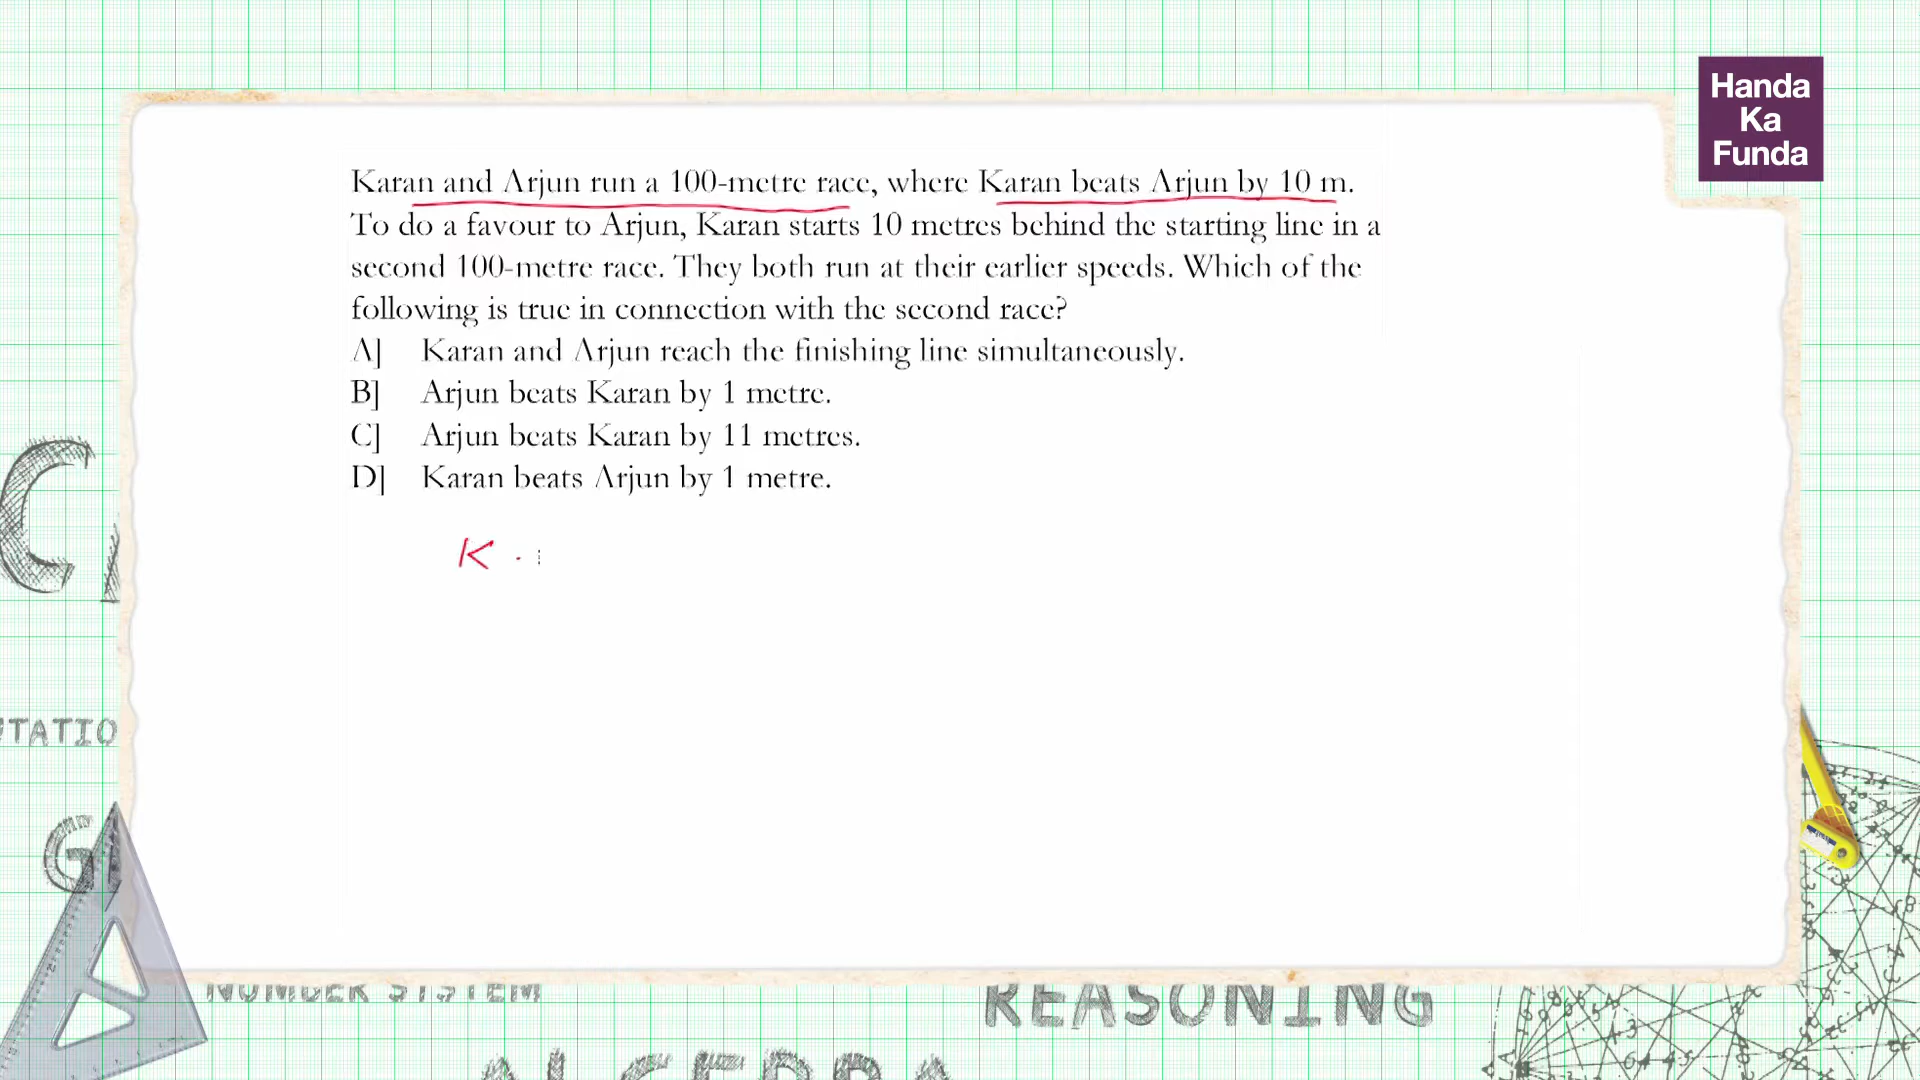 Handa
Ka
Funda
Karan and Arjun run a 100-metre race, where Karan beats Arjun by 10 m.
To do a favour to Arjun, Karan starts 10 metres behind the starting line in a
second 100-metre race. They both run at their earlier speeds. Which of the
following is true in connection with the second race?
A] Karan and Arjun reach the finishing line simultaneously.
B] Arjun beats Karan by 1 metre.
C] Arjun beats Karan by 11 metres.
D] Karan beats Arjun by 1 metre.
K
NUMBER SYSTEM
REASONING
ALGEBRA